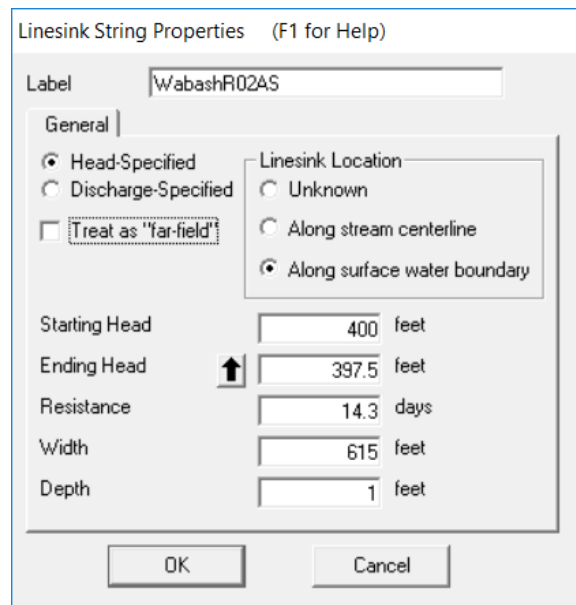 Linesink String Properties (F1 for Help)
Label WabashR02AS
General
Head-Specified
Discharge-Specified
Treat as "far-field"
Linesink Location
Unknown
Along stream centerline
Along surface water boundary
Starting Head 400 feet
Ending Head 397.5 feet
Resistance 14.3 days
Width 615 feet
Depth 1 feet
OK Cancel